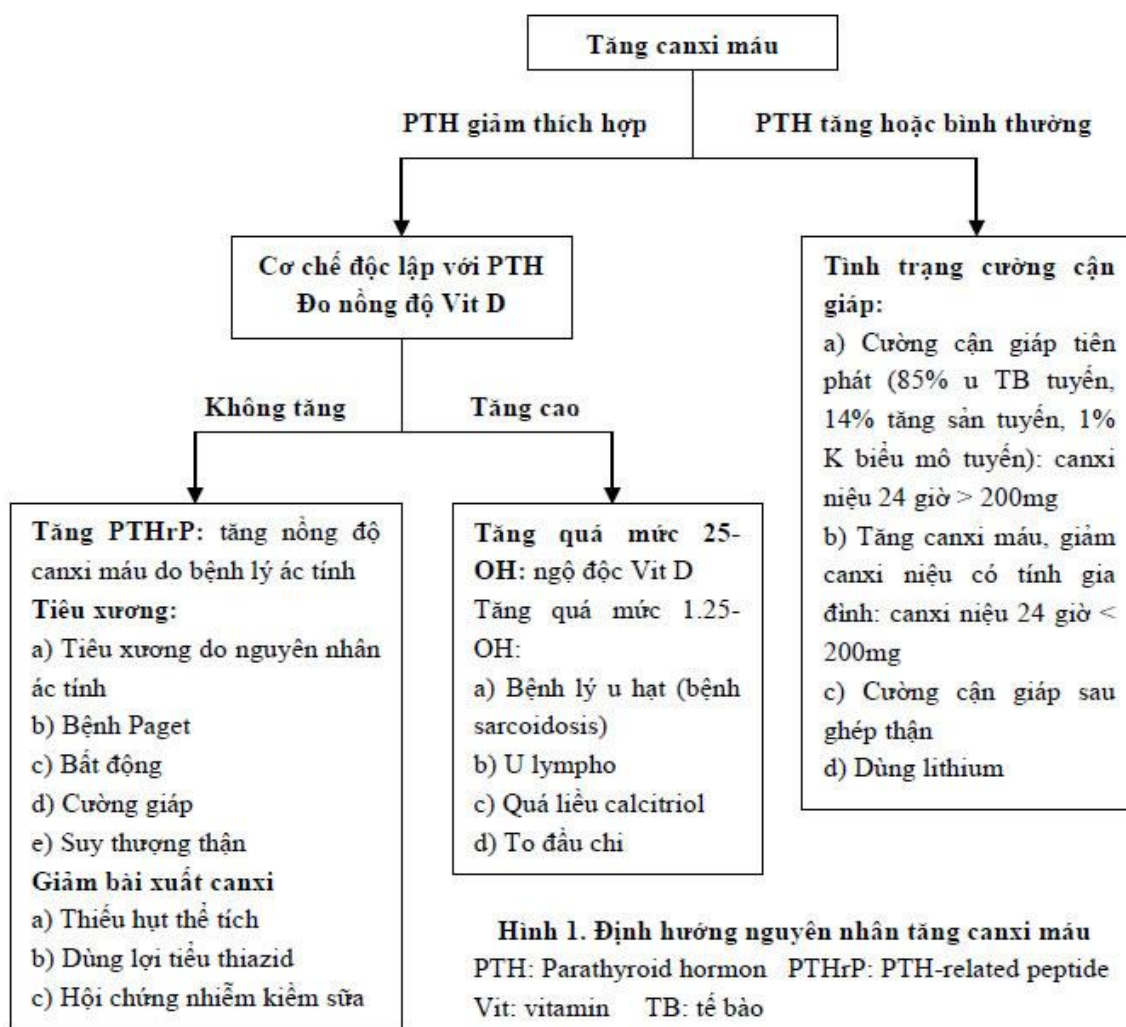 Tăng canxi máu
PTH giảm thích hợp
PTH tăng hoặc bình thường
Cơ chế độc lập với PTH
Đo nồng độ Vit D
Không tăng
Tăng cao
Tăng PTHrP: tăng nồng độ
canxi máu do bệnh lý ác tính
Tiêu xương:
a) Tiêu xương do nguyên nhân
ác tính
b) Bệnh Paget
c) Bất động
d) Cường giáp
e) Suy thượng thận
Giảm bài xuất canxi
a) Thiếu hụt thể tích
b) Dùng lợi tiểu thiazid
c) Hội chứng nhiễm kiềm sữa
Tăng quá mức 25-
OH: ngộ độc Vit D
Tăng quá mức 1.25-
OH:
a) Bệnh lý u hạt (bệnh
sarcoidosis)
b) U lympho
c) Quá liều calcitriol
d) To đầu chi
Tình trạng cường cận
giáp:
a) Cường cận giáp tiên
phát (85% u TB tuyến,
14% tăng sản tuyến, 1%
K biểu mô tuyến): canxi
niệu 24 giờ > 200mg
b) Tăng canxi máu, giảm
canxi niệu có tính gia
đình: canxi niệu 24 giờ <
200mg
c) Cường cận giáp sau
ghép thận
d) Dùng lithium
Hình 1. Định hướng nguyên nhân tăng canxi máu
PTH: Parathyroid hormon PTHrP: PTH-related peptide
Vit: vitamin TB: tế bào